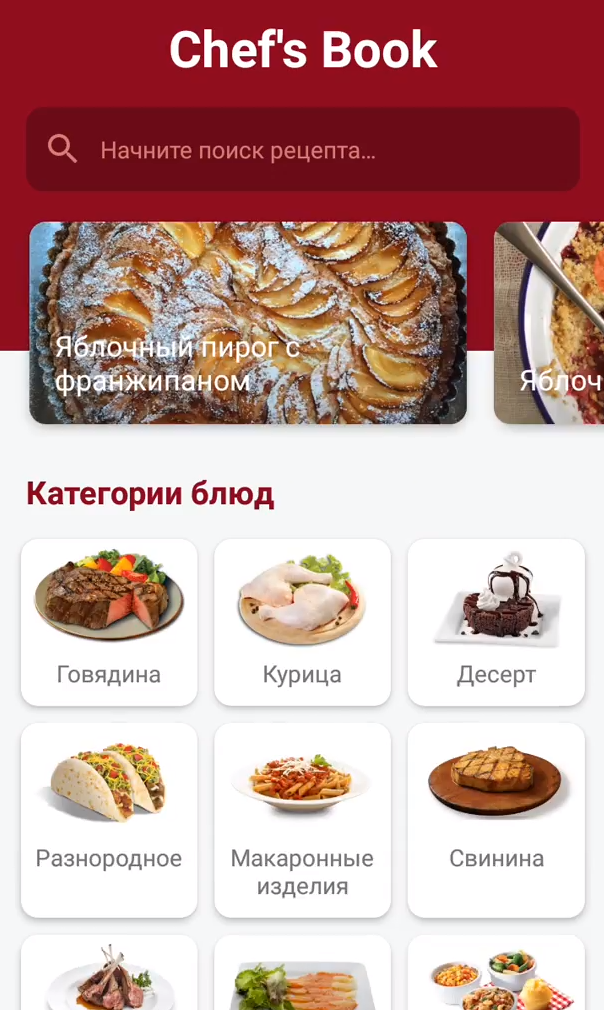 Chef's Book
Начните поиск рецепта...
Яблочный пирог с
франжипаном
Яблоч
Категории блюд
Говядина
Курица
Десерт
Разнородное
Макаронные
изделия
Свинина